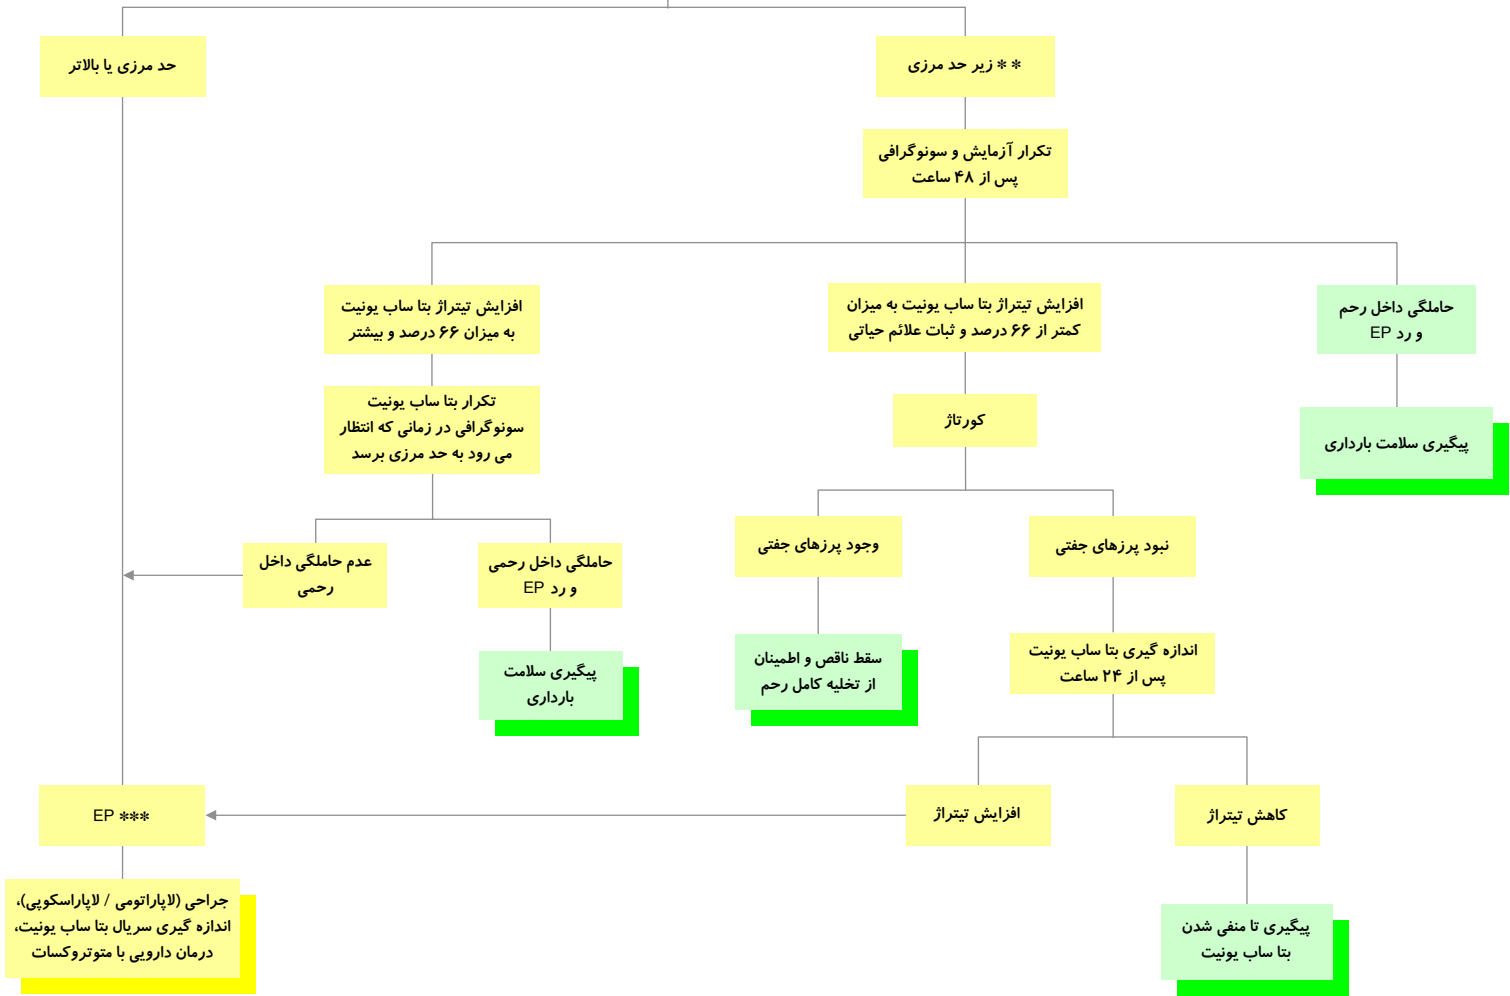 * * زیر حد مرزی
حد مرزی یا بالاتر
تکرار آزمایش و سونوگرافی
پس از ۴۸ ساعت
حاملگی داخل رحم
و رد EP
افزایش تیتراژ بتا ساب یونیت به میزان
کمتر از ۶۶ درصد و ثبات علائم حیاتی
افزایش تیتراژ بتا ساب یونیت
به میزان ۶۶ درصد و بیشتر
پیگیری سلامت بارداری
کورتاژ
تکرار بتا ساب یونیت
سونوگرافی در زمانی که انتظار
می رود به حد مرزی برسد
نبود پرزهای جفتی
وجود پرزهای جفتی
حاملگی داخل رحمی
و رد EP
عدم حاملگی داخل
رحمی
اندازه گیری بتا ساب یونیت
پس از ۲۴ ساعت
سقط ناقص و اطمینان
از تخلیه کامل رحم
پیگیری سلامت
بارداری
کاهش تیتراژ
افزایش تیتراژ
EP ***
پیگیری تا منفی شدن
بتا ساب یونیت
جراحی (لاپاراتومی / لاپاراسکوپی)،
اندازه گیری سریال بتا ساب یونیت،
درمان دارویی با متوتروکسات